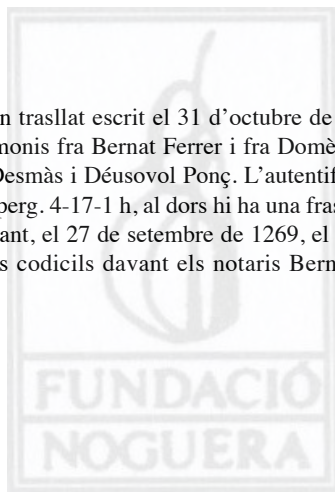 n trasllat escrit el 31 d’octubre de
monis fra Bernat Ferrer i fra Domè
Desmàs i Déusovol Ponç. L’autentif
perg. 4-17-1 h, al dors hi ha una fras
ant, el 27 de setembre de 1269, el
s codicils davant els notaris Bern
FUNDACIÓ
NOGUERA